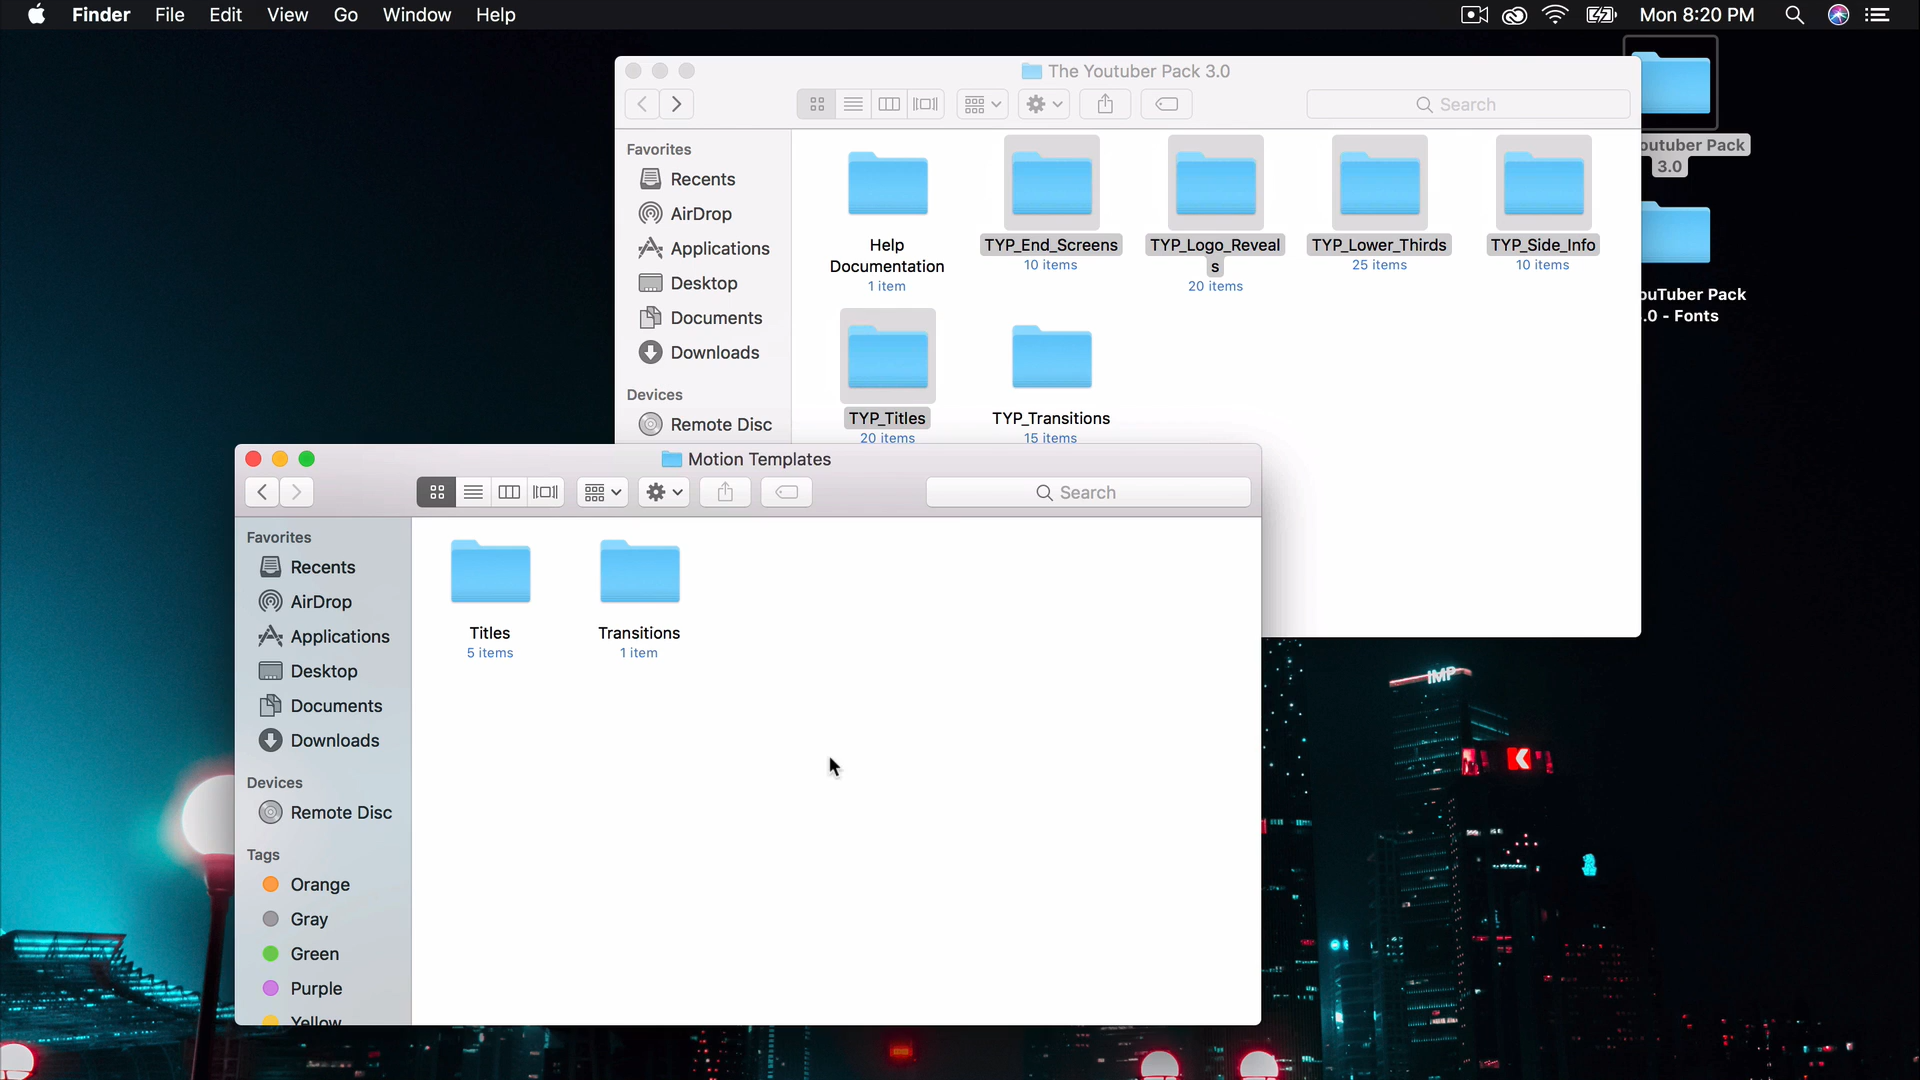 Finder File Edit View Go Window Help
Mon 8:20 PM
The Youtuber Pack 3.0
Search
Favorites
Recents
AirDrop
Applications
Desktop
Documents
Downloads
Devices
Remote Disc
Help
Documentation
1 item
TYP_End_Screens
10 items
TYP_Logo_Reveal
s
20 items
TYP_Lower_Thirds
25 items
TYP_Side_Info
10 items
TYP_Titles
20 items
TYP_Transitions
15 items
outuber Pack
3.0
ouTuber Pack
.0 - Fonts
Motion Templates
Search
Favorites
Recents
AirDrop
Applications
Desktop
Documents
Downloads
Devices
Remote Disc
Tags
Orange
Gray
Green
Purple
Yellow
Titles
5 items
Transitions
1 item
IMP